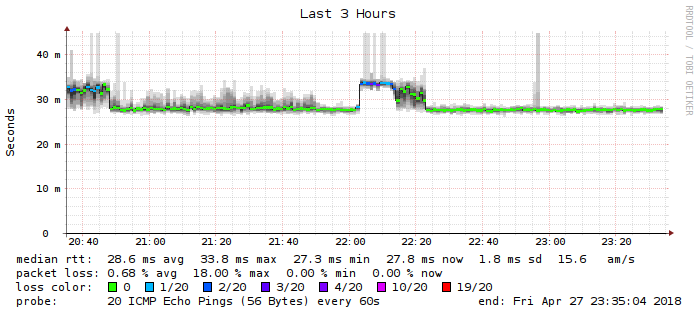 Last 3 Hours
RRDTOOL / TOBI OETIKER
Seconds
40 m
30 m
20 m
10 m
0
20:40 21:00 21:20 21:40 22:00 22:20 22:40 23:00 23:20
median rtt: 28.6 ms avg 33.8 ms max 27.3 ms min 27.8 ms now 1.8 ms sd 15.6 am/s
packet loss: 0.68 % avg 18.00 % max 0.00 % min 0.00 % now
loss color: 0 1/20 2/20 3/20 4/20 10/20 19/20
probe: 20 ICMP Echo Pings (56 Bytes) every 60s end: Fri Apr 27 23:35:04 2018